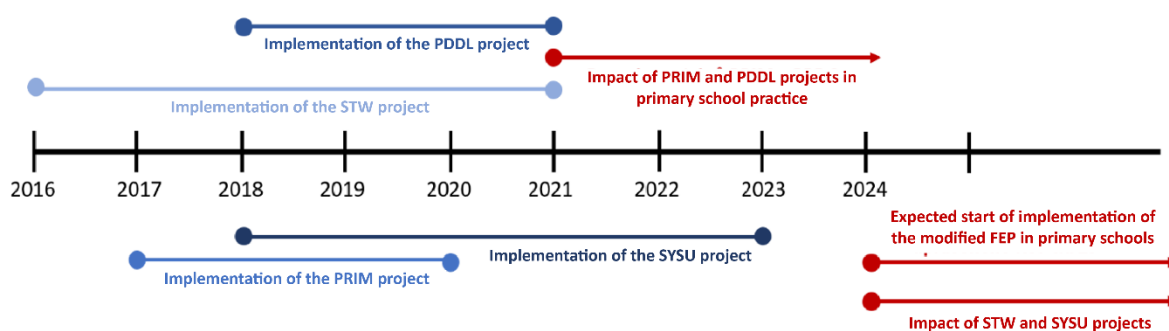 Implementation of the PDDL project
Impact of PRIM and PDDL projects in
primary school practice
Implementation of the STW project
2016 2017 2018 2019 2020 2021 2022 2023 2024
Expected start of implementation of
the modified FEP in primary schools
Implementation of the SYSU project
Implementation of the PRIM project
Impact of STW and SYSU projects